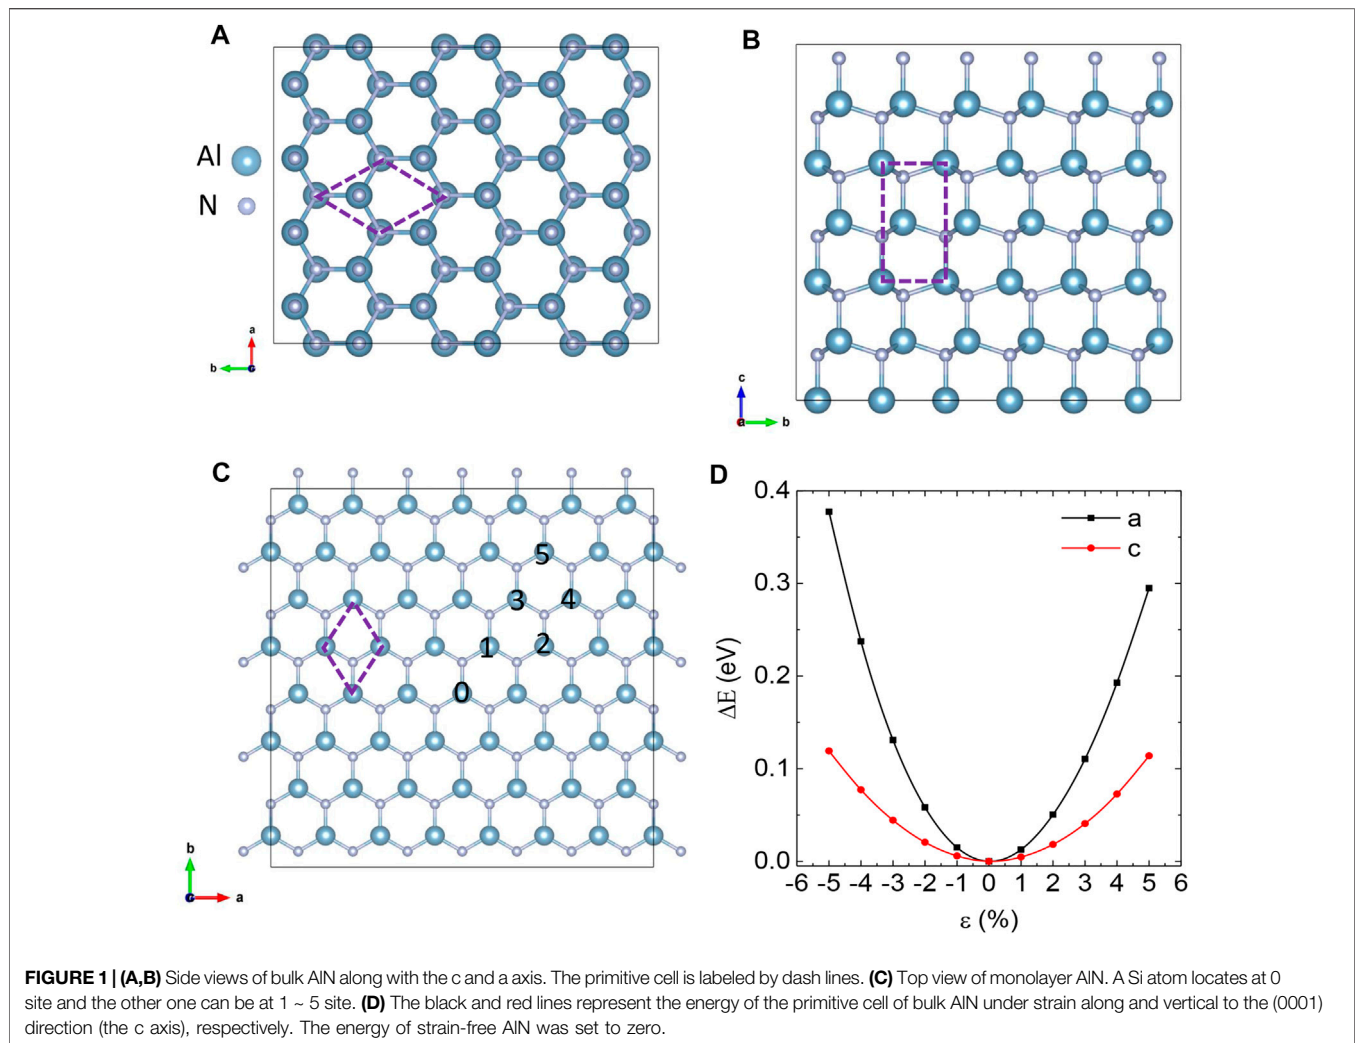 A
Al
N
a
b
B
c
a
b
C
5
3
4
1
2
0
b
a
D
0.4
0.3
0.2
0.1
0.0
ΔE (eV)
a
c
-6 -5 -4 -3 -2 -1 0 1 2 3 4 5 6
ε (%)
FIGURE 1 | (A,B) Side views of bulk AlN along with the c and a axis. The primitive cell is labeled by dash lines. (C) Top view of monolayer AlN. A Si atom locates at 0
site and the other one can be at 1 ~ 5 site. (D) The black and red lines represent the energy of the primitive cell of bulk AlN under strain along and vertical to the (0001)
direction (the c axis), respectively. The energy of strain-free AlN was set to zero.